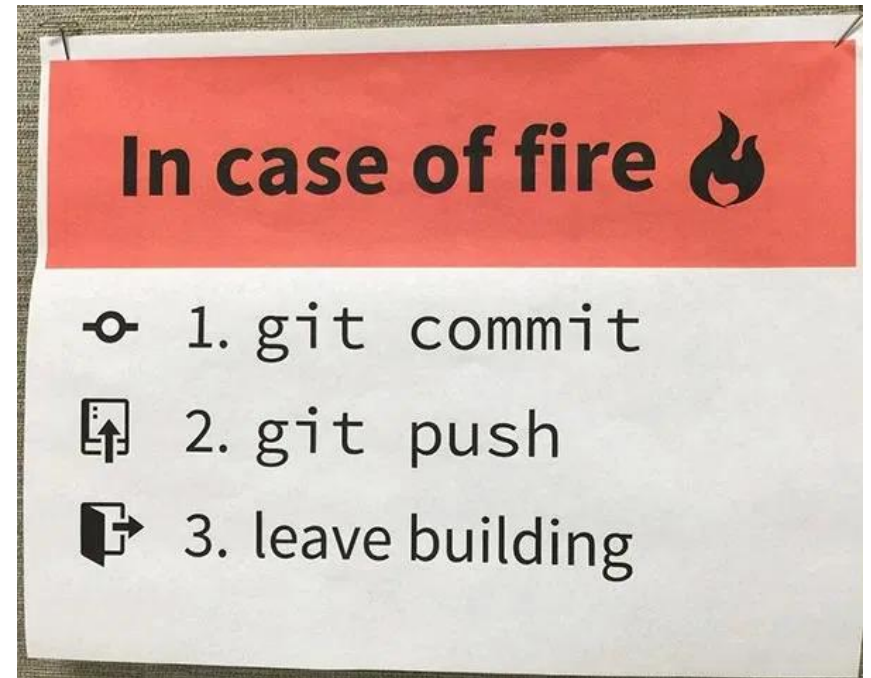 In case of fire
1. git commit
2. git push
3. leave building